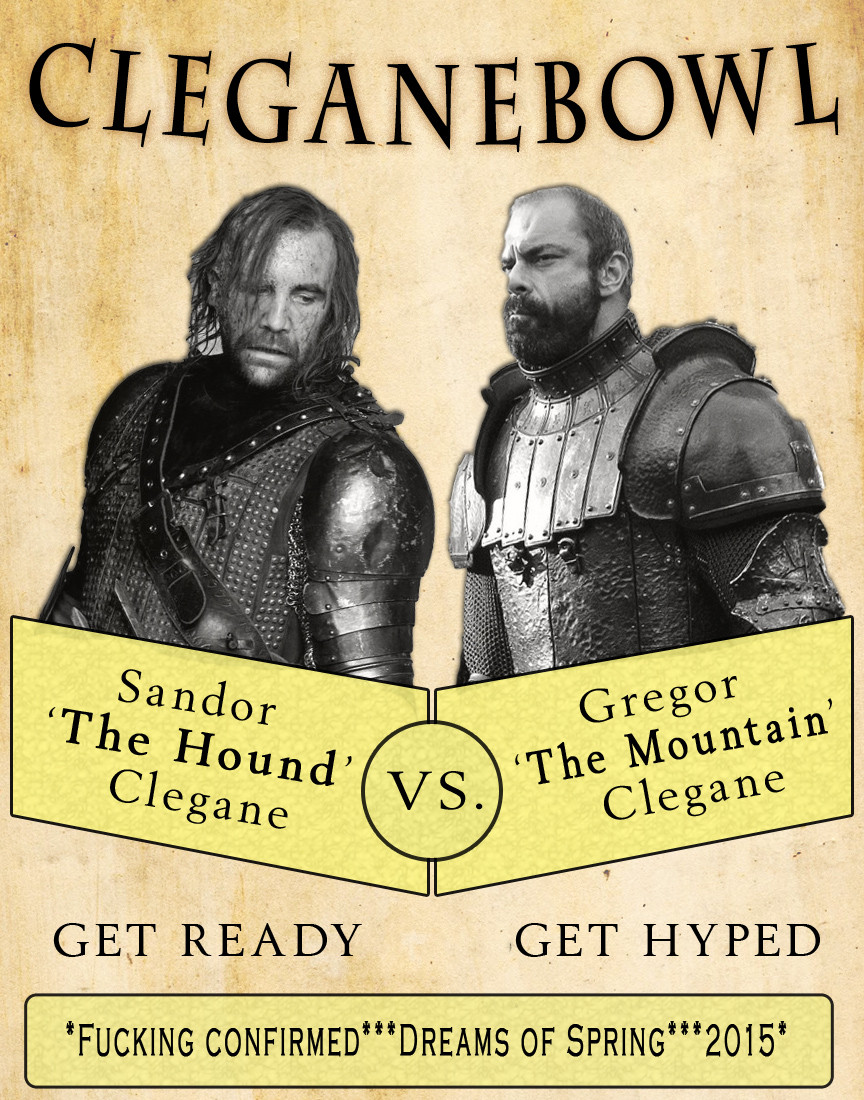 CLEGANEBOWL
Sandor
'The Hound'
Clegane
VS.
Gregor
'The Mountain'
Clegane
GET READY
GET HYPED
*FUCKING CONFIRMED***DREAMS OF SPRING***2015*